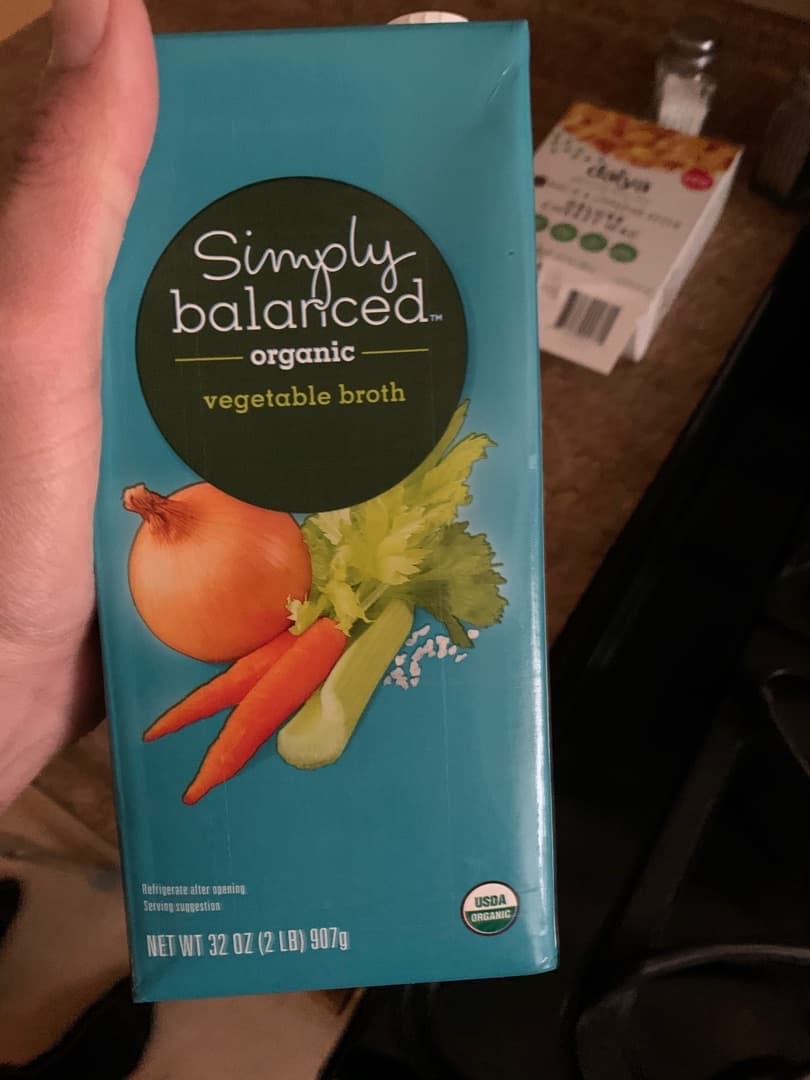 Simply
balanced™
organic
vegetable broth
Refrigerate after opening
Serving suggestion
NET WT 32 OZ (2 LB) 907g
USDA
ORGANIC
daiya